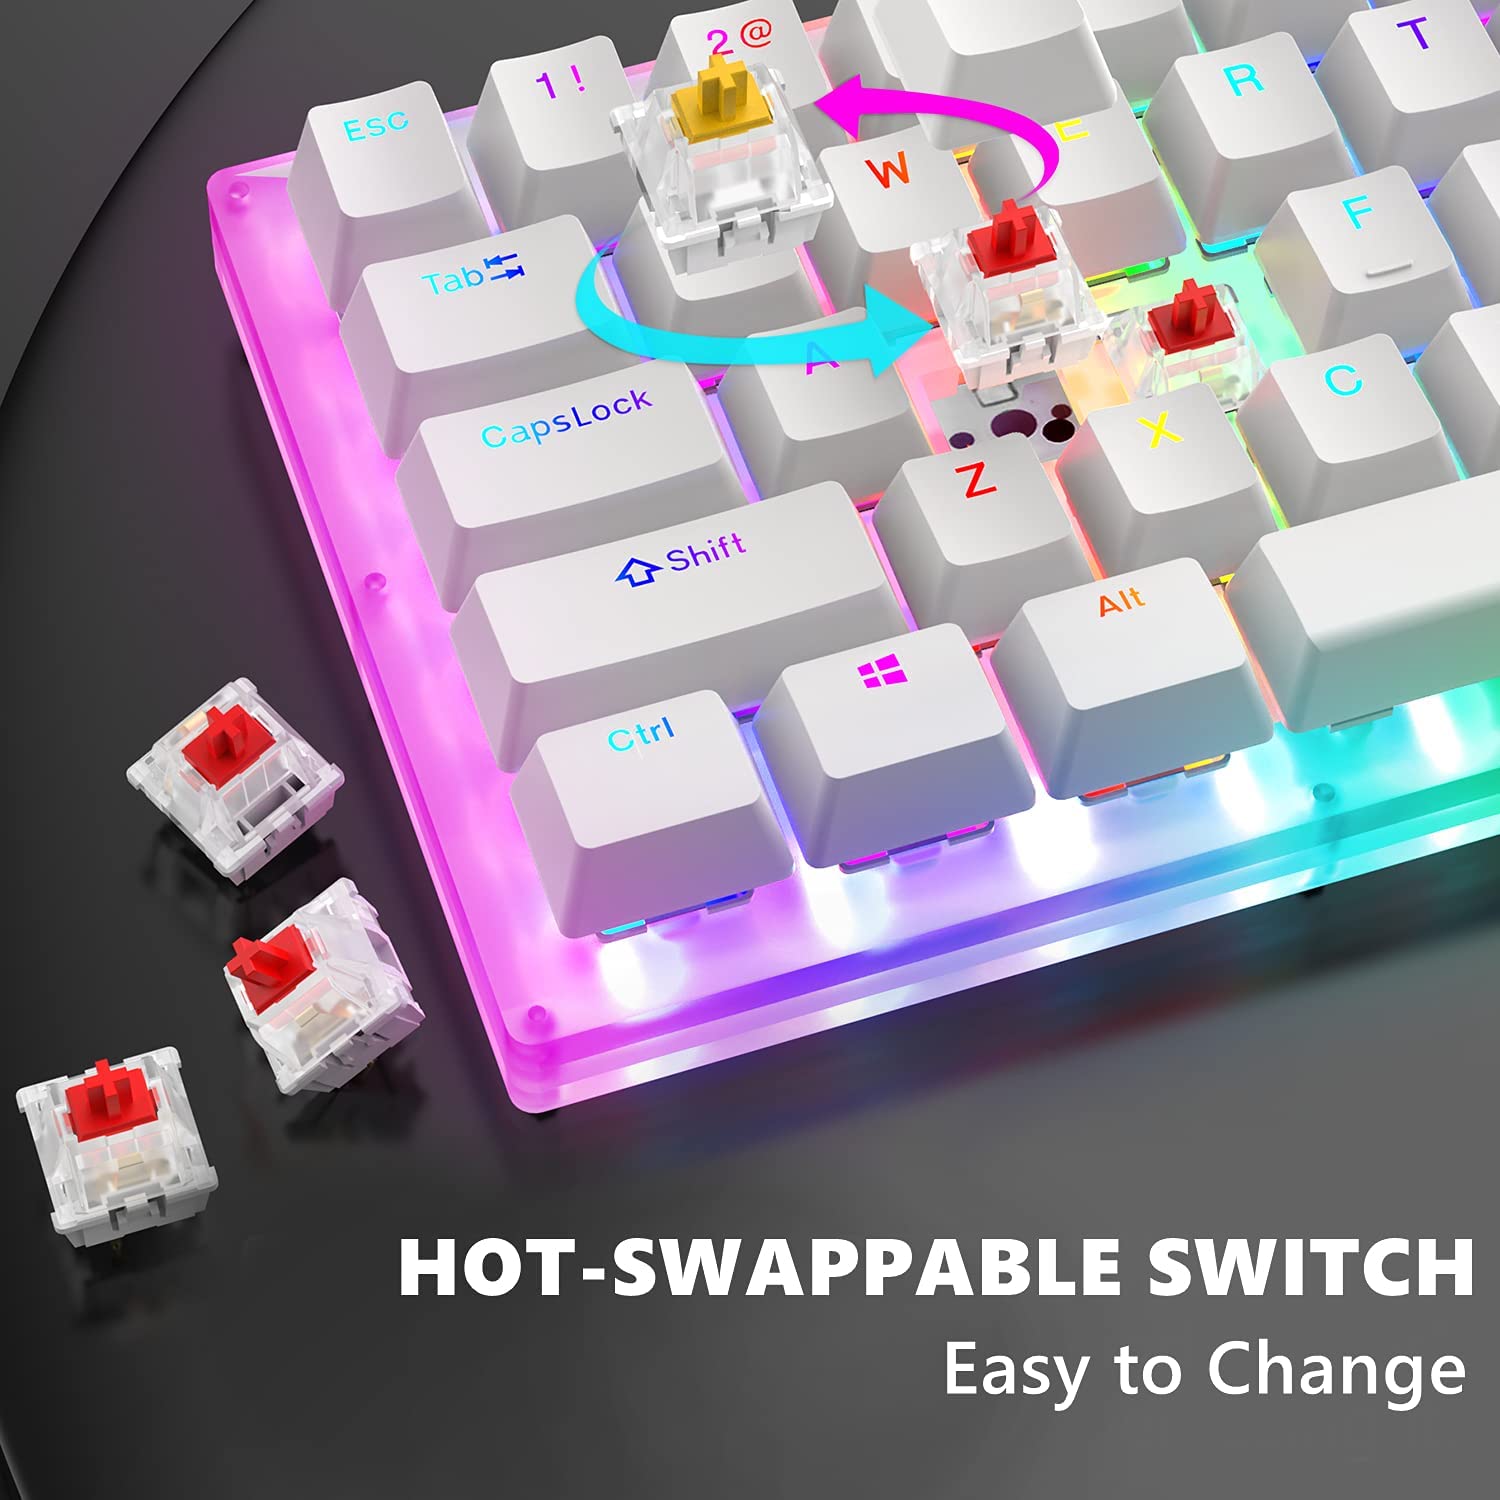 Esc
1 !
2 @
Tab
W
E
R
T
CapsLock
A
F
Shift
Z
X
C
Ctrl
Alt
HOT-SWAPPABLE SWITCH
Easy to Change